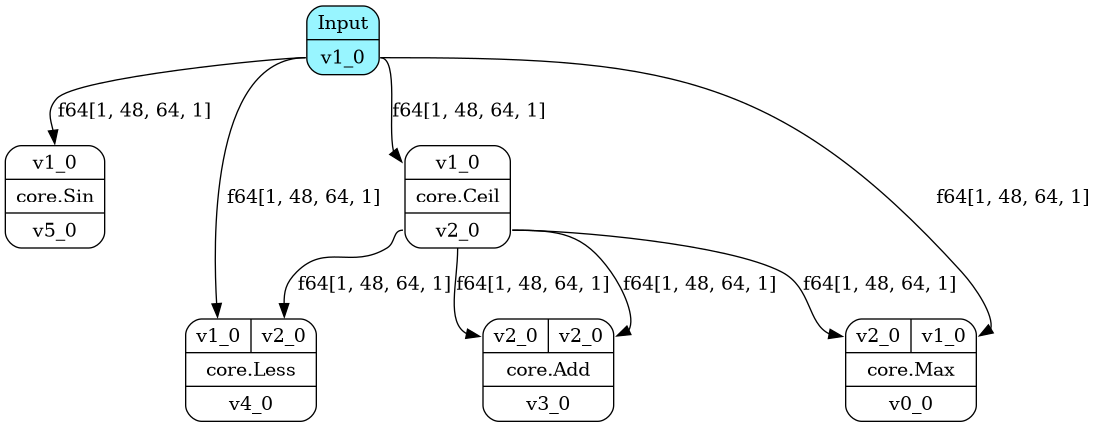 Input
v1_0
f64[1, 48, 64, 1]
f64[1, 48, 64, 1]
v1_0
core.Sin
v5_0
f64[1, 48, 64, 1]
v1_0
core.Ceil
v2_0
f64[1, 48, 64, 1]
f64[1, 48, 64, 1]
f64[1, 48, 64, 1]
f64[1, 48, 64, 1]
f64[1, 48, 64, 1]
v1_0 v2_0
core.Less
v4_0
v2_0 v2_0
core.Add
v3_0
v2_0 v1_0
core.Max
v0_0